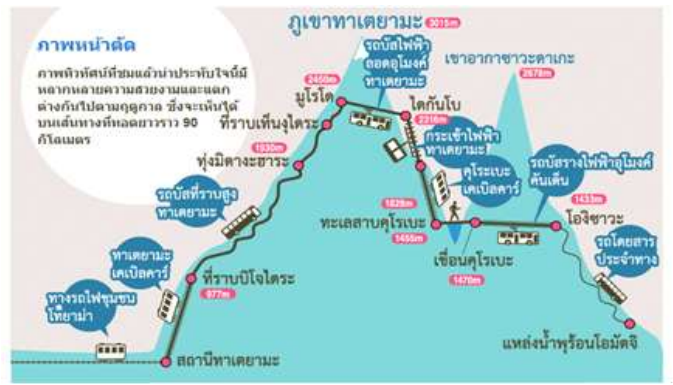 ภูเขาทาเตยามะ
3015m
ภาพหน้าตัด
ภาพทิวทัศน์ที่ชมแล้วน่าประทับใจนี้มี
หลากหลายความสวยงามและแตก
ต่างกันไปตามฤดูกาล ซึ่งจะเห็นได้
บนเส้นทางที่ทอดยาวราว 90
กิโลเมตร
รถบัสไฟฟ้า
ลอดอุโมงค์
ทาเตยามะ
เขาอากาซาวะดาเกะ
2678m
2450m
มูโรโด
ไดกันโบ
2316m
ที่ราบเท็นงูไดระ
กระเช้าไฟฟ้า
ทาเตยามะ
1930m
ทุ่งมิดางะฮาระ
คุโระเบะ
เคเบิลคาร์
รถบัสรางไฟฟ้าอุโมงค์
คันเด็น
รถบัสที่ราบสูง
ทาเตยามะ
1828m
1433m
ทะเลสาบคุโรเบะ
1455m
โองิซาวะ
เขื่อนคุโรเบะ
1470m
รถโดยสาร
ประจำทาง
ทาเตยามะ
เคเบิลคาร์
ที่ราบบิโจไดระ
977m
ทางรถไฟชุมชน
โทยาม่า
แหล่งน้ำพุร้อนโอมัตจิ
สถานีทาเตยามะ